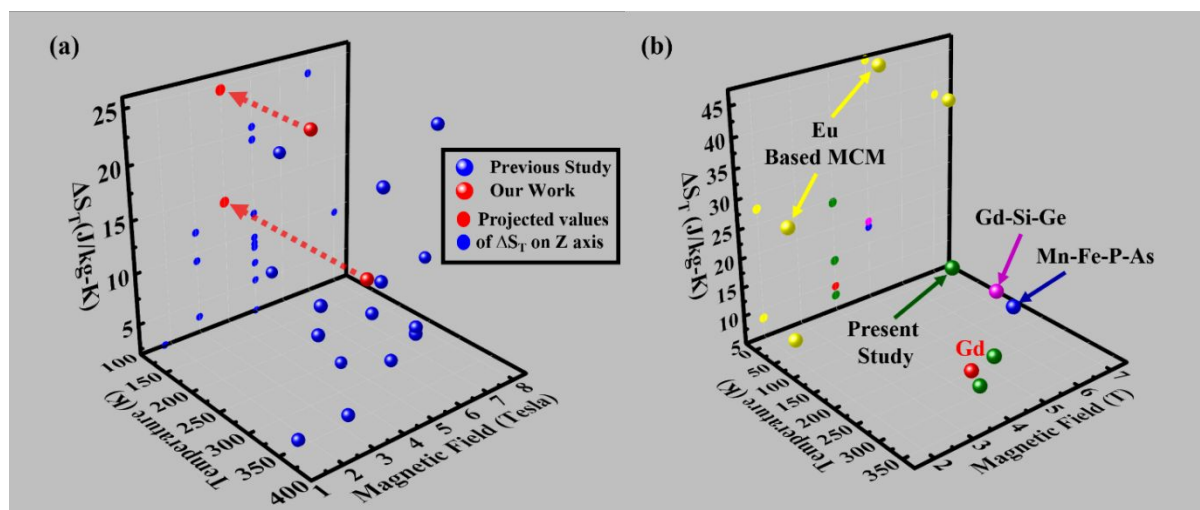 (a)
25
20
15
10
5
ΔS_T (J/kg-K)
100
150
200
250
300
350
400
Temperature (k)
1
2
3
4
5
6
7
8
Magnetic Field (Tesla)
Previous Study
Our Work
Projected values
of ΔS_T on Z axis
(b)
45
40
35
30
25
20
15
10
5
ΔS_T (J/kg-K)
0
50
100
150
200
250
300
350
Temperature (K)
2
3
4
5
6
7
Magnetic Field (T)
Eu
Based MCM
Gd-Si-Ge
Mn-Fe-P-As
Present
Study
Gd